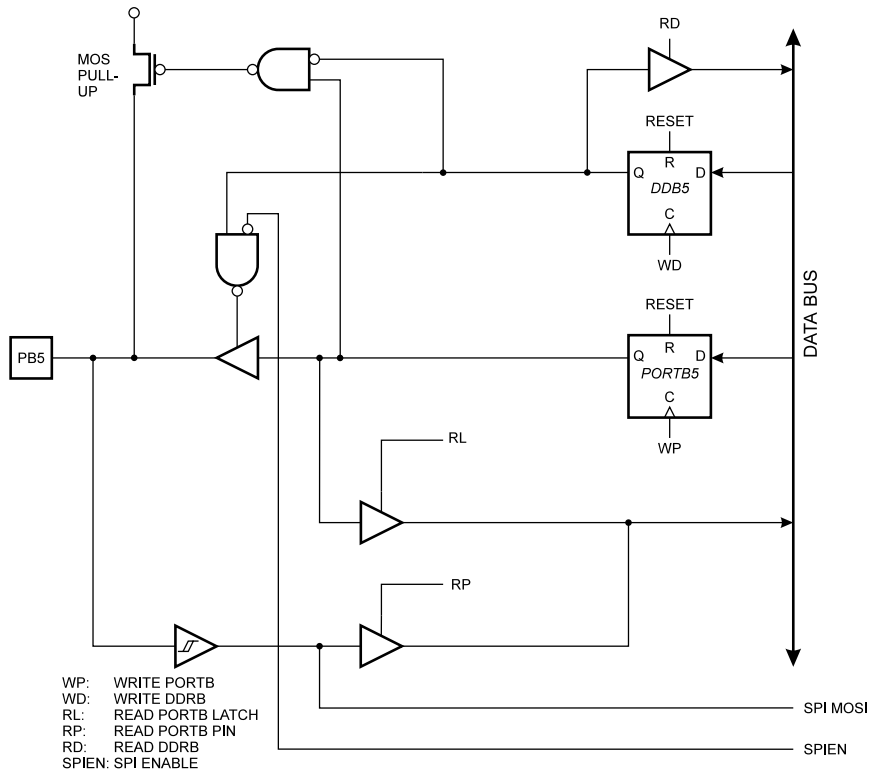 RD
MOS
PULL-
UP
RESET
R
Q
D
DDB5
C
WD
DATA BUS
RESET
R
PB5
Q
D
PORTB5
C
WP
RL
RP
WP: WRITE PORTB
WD: WRITE DDRB
RL: READ PORTB LATCH
RP: READ PORTB PIN
RD: READ DDRB
SPIEN: SPI ENABLE
SPI MOSI
SPIEN